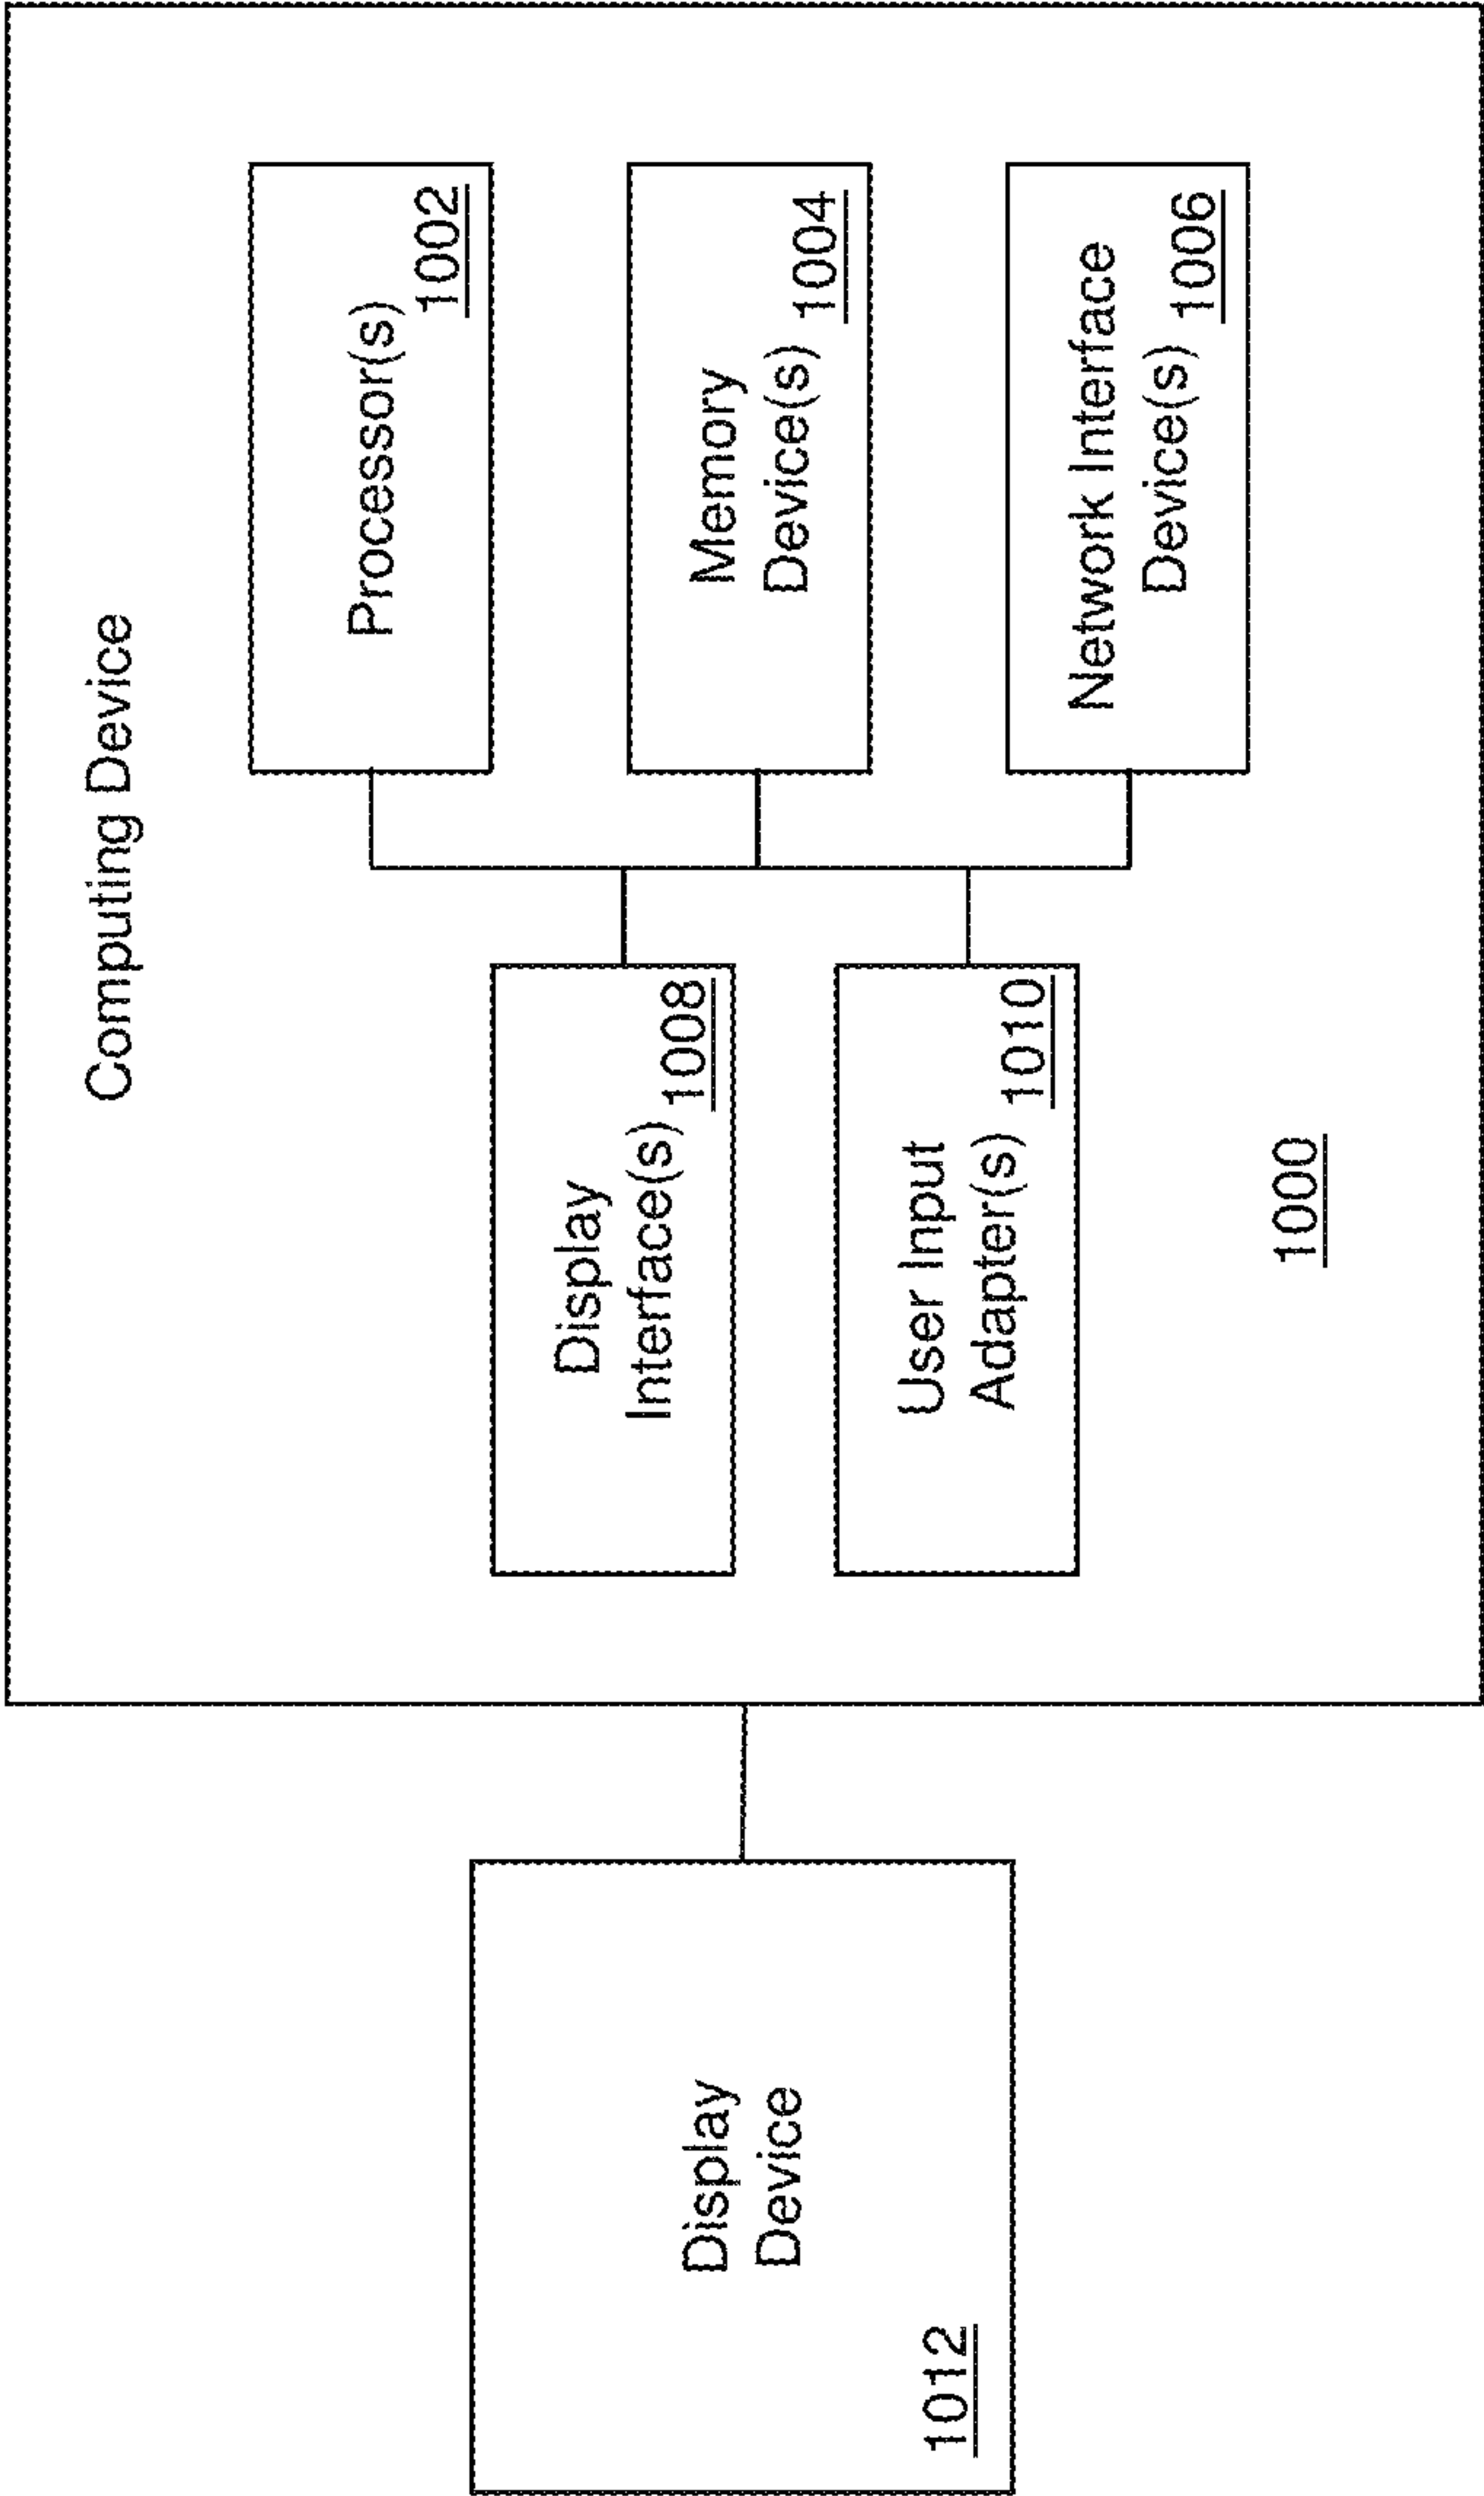 Computing Device
Processor(s)
1002
Display
Interface(s)
1008
Memory
Device(s)
1004
User Input
Adapter(s)
1010
Network Interface
Device(s)
1006
1000
Display
Device
1012